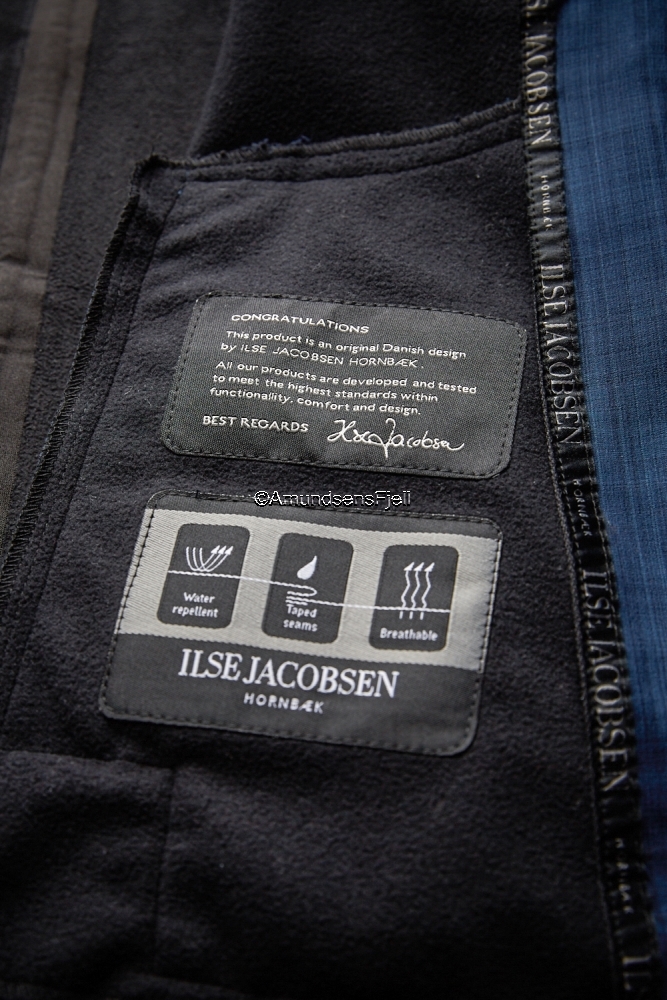 CONGRATULATIONS
This product is an original Danish design
by ILSE JACOBSEN HORNBÆK.
All our products are developed and tested
to meet the highest standards within
functionality, comfort and design.
BEST REGARDS Ilse Jacobsen
©AmundsensFjell
Water
repellent
Taped
seams
Breathable
ILSE JACOBSEN
HORNBÆK
JACOBSEN
HORNBÆK
ILSE JACOBSEN
HORNBÆK
ILSE JACOBSEN